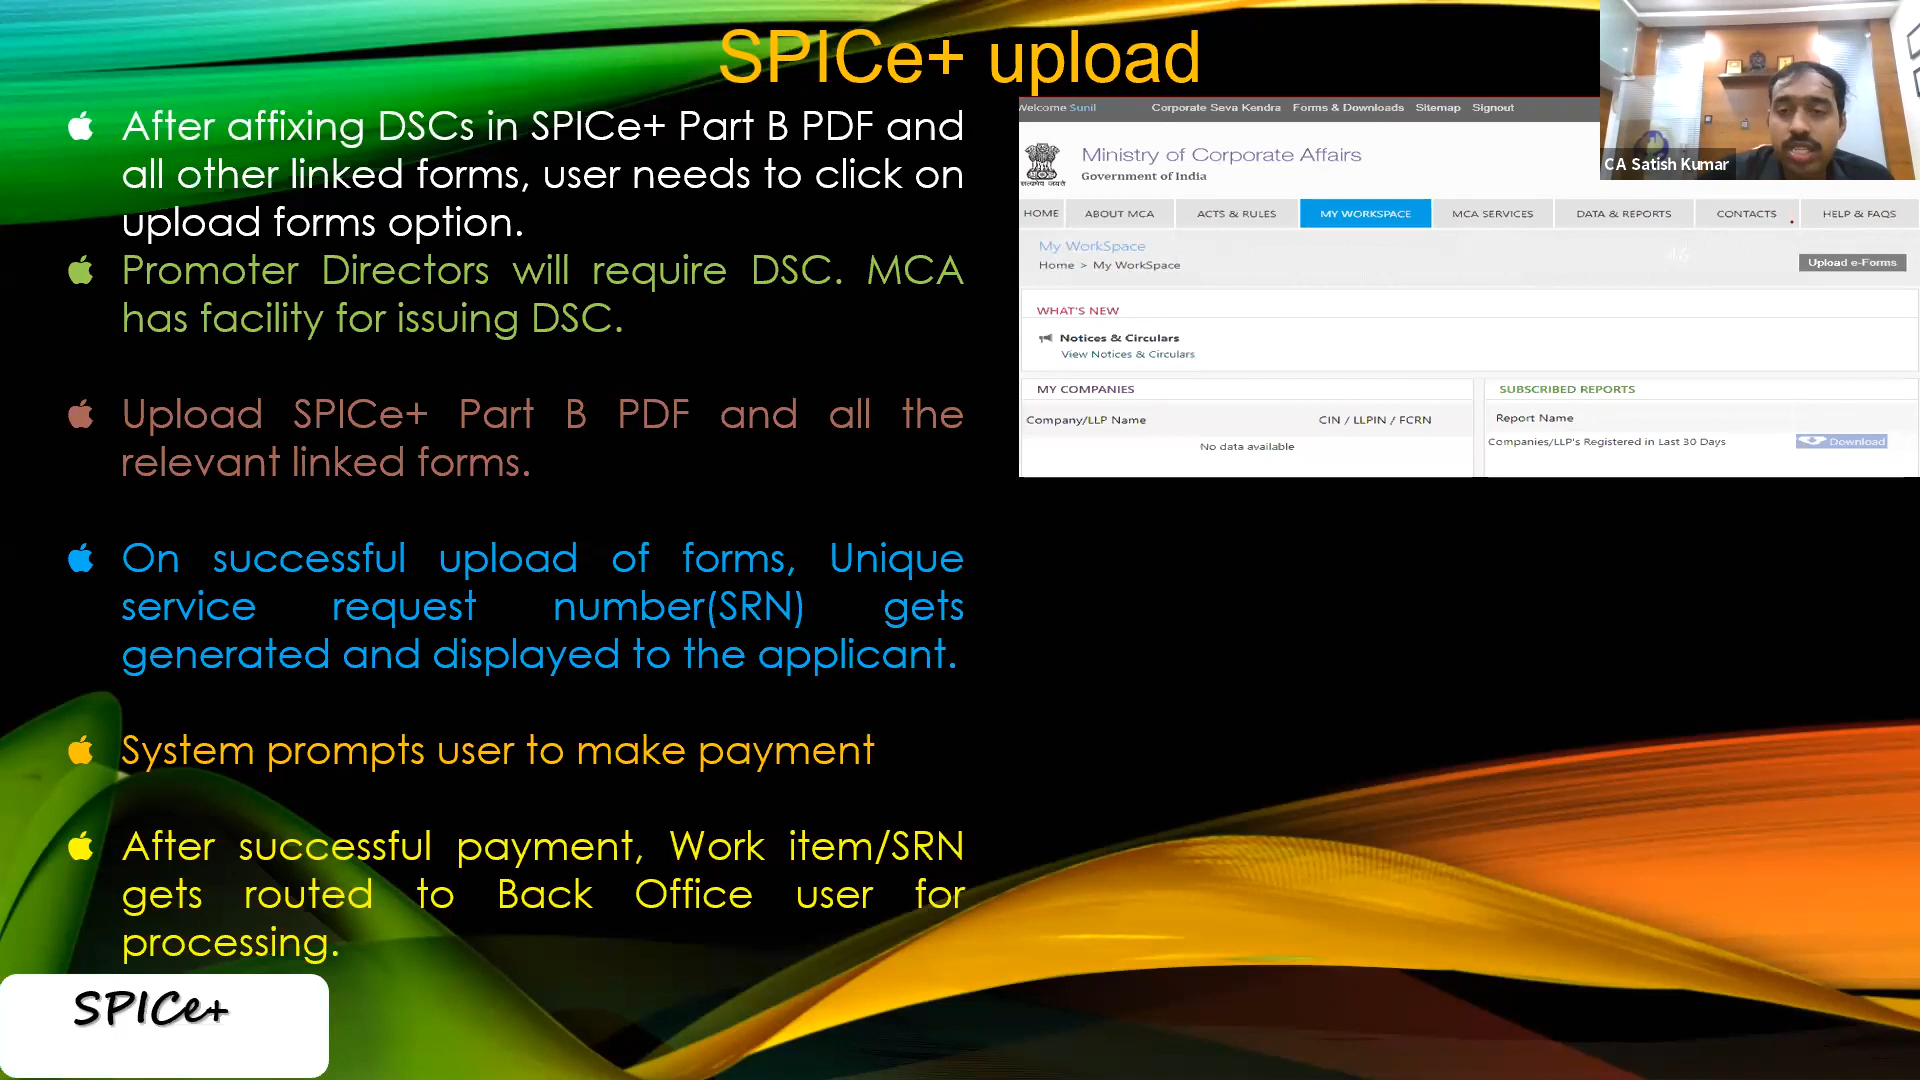 SPICe+ upload
After affixing DSCs in SPICe+ Part B PDF and
all other linked forms, user needs to click on
upload forms option.
Promoter Directors will require DSC. MCA
has facility for issuing DSC.
Upload SPICe+ Part B PDF and all the
relevant linked forms.
On successful upload of forms, Unique
service request number(SRN) gets
generated and displayed to the applicant.
System prompts user to make payment
After successful payment, Work item/SRN
gets routed to Back Office user for
processing.
SPICe+
Welcome Sunil Corporate Seva Kendra Forms & Downloads Sitemap Signout
Ministry of Corporate Affairs
Government of India
सत्यमेव जयते
HOME ABOUT MCA ACTS & RULES MY WORKSPACE MCA SERVICES DATA & REPORTS CONTACTS HELP & FAQS
My WorkSpace
Home > My WorkSpace
Upload e-Forms
WHAT'S NEW
Notices & Circulars
View Notices & Circulars
MY COMPANIES
Company/LLP Name CIN / LLPIN / FCRN
No data available
SUBSCRIBED REPORTS
Report Name
Companies/LLP's Registered in Last 30 Days Download
CA Satish Kumar